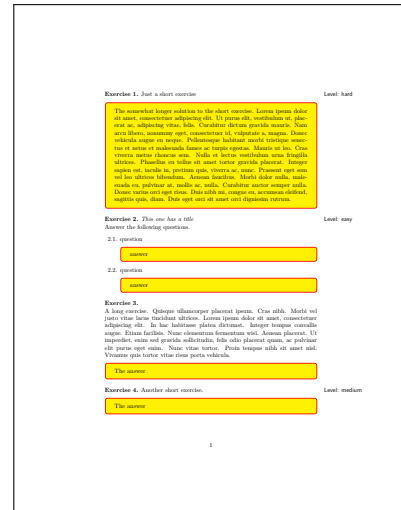 Exercise 1. Just a short exercise Level: hard
The somewhat longer solution to the short exercise. Lorem ipsum dolor
sit amet, consectetuer adipiscing elit. Ut purus elit, vestibulum ut, plac-
erat ac, adipiscing vitae, felis. Curabitur dictum gravida mauris. Nam
arcu libero, nonummy eget, consectetuer id, vulputate a, magna. Donec
vehicula augue eu neque. Pellentesque habitant morbi tristique senec-
tus et netus et malesuada fames ac turpis egestas. Mauris ut leo. Cras
viverra metus rhoncus sem. Nulla et lectus vestibulum urna fringilla
ultrices. Phasellus eu tellus sit amet tortor gravida placerat. Integer
sapien est, iaculis in, pretium quis, viverra ac, nunc. Praesent eget sem
vel leo ultrices bibendum. Aenean faucibus. Morbi dolor nulla, male-
suada eu, pulvinar at, mollis ac, nulla. Curabitur auctor semper nulla.
Donec varius orci eget risus. Duis nibh mi, congue eu, accumsan eleifend,
sagittis quis, diam. Duis eget orci sit amet orci dignissim rutrum.
Exercise 2. This one has a title Level: easy
Answer the following questions.
2.1. question
answer
2.2. question
answer
Exercise 3.
A long exercise. Quisque ullamcorper placerat ipsum. Cras nibh. Morbi vel
justo vitae lacus tincidunt ultrices. Lorem ipsum dolor sit amet, consectetuer
adipiscing elit. In hac habitasse platea dictumst. Integer tempus convallis
augue. Etiam facilisis. Nunc elementum fermentum wisi. Aenean placerat. Ut
imperdiet, enim sed gravida sollicitudin, felis odio placerat quam, ac pulvinar
elit purus eget enim. Nunc vitae tortor. Proin tempus nibh sit amet nisl.
Vivamus quis tortor vitae risus porta vehicula.
The answer
Exercise 4. Another short exercise. Level: medium
The answer
1